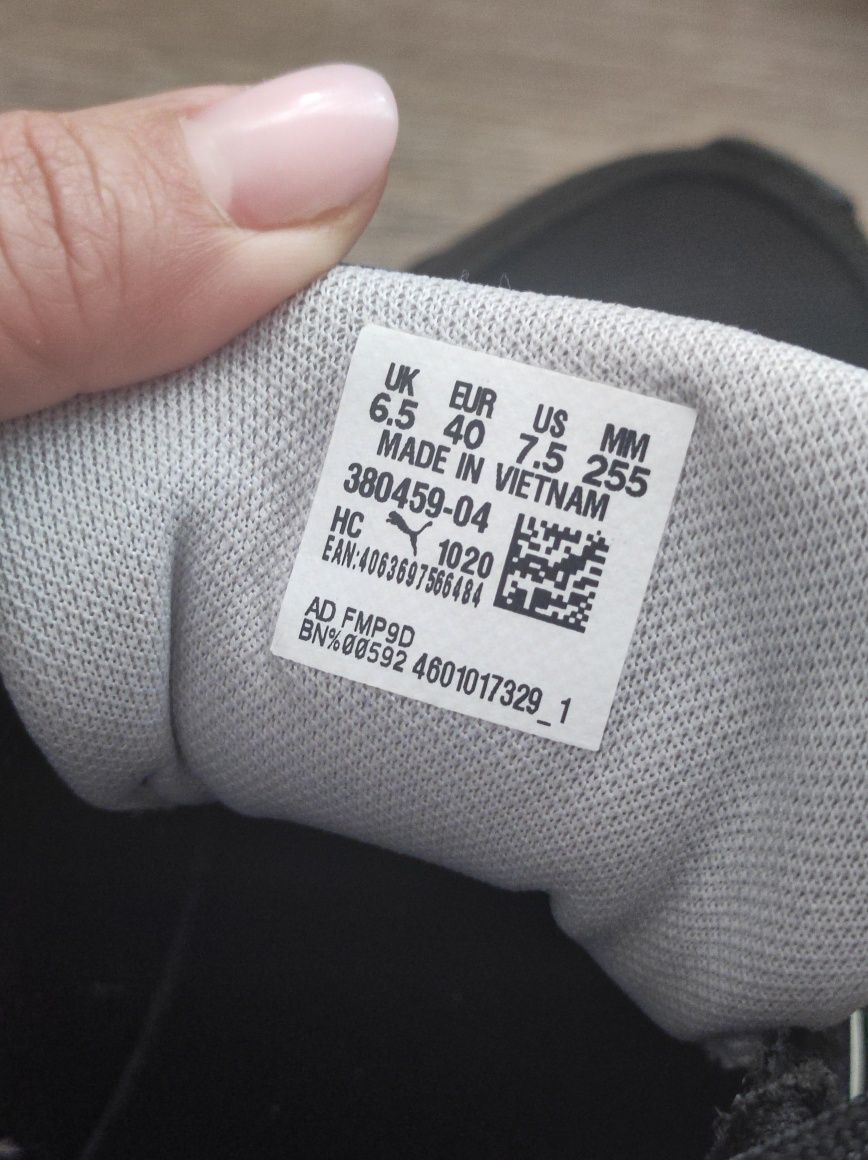 UK EUR US MM
6.5 40 7.5 255
MADE IN VIETNAM
380459-04
HC 1020
EAN:4063697566484
AD FMP9D
BN%00592 4601017329_1